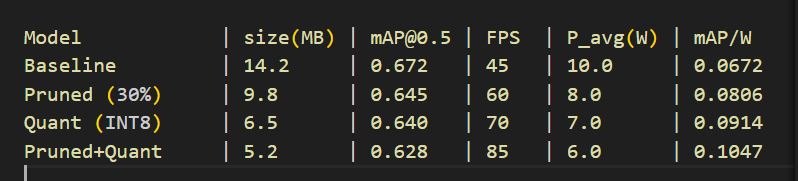 Model | size(MB) | mAP@0.5 | FPS | P_avg(W) | mAP/W
Baseline | 14.2 | 0.672 | 45 | 10.0 | 0.0672
Pruned (30%) | 9.8 | 0.645 | 60 | 8.0 | 0.0806
Quant (INT8) | 6.5 | 0.640 | 70 | 7.0 | 0.0914
Pruned+Quant | 5.2 | 0.628 | 85 | 6.0 | 0.1047